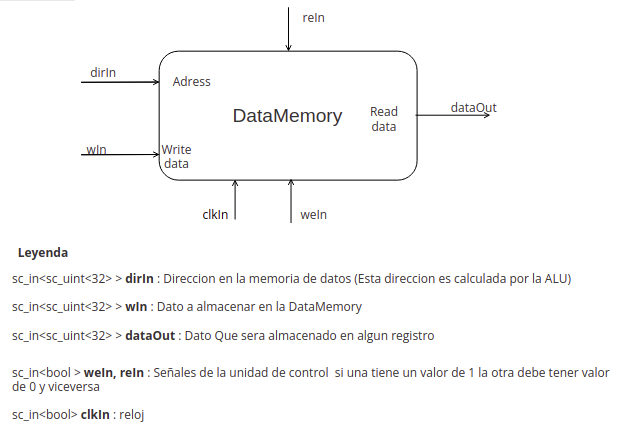 reIn
dirIn
Adress
DataMemory
Read
data
dataOut
wIn
Write
data
clkIn
weIn
Leyenda
sc_in<sc_uint<32> > dirIn : Direccion en la memoria de datos (Esta direccion es calculada por la ALU)
sc_in<sc_uint<32> > wIn : Dato a almacenar en la DataMemory
sc_in<sc_uint<32> > dataOut : Dato Que sera almacenado en algun registro
sc_in<bool > weIn, reIn : Señales de la unidad de control si una tiene un valor de 1 la otra debe tener valor
de 0 y viceversa
sc_in<bool> clkIn : reloj